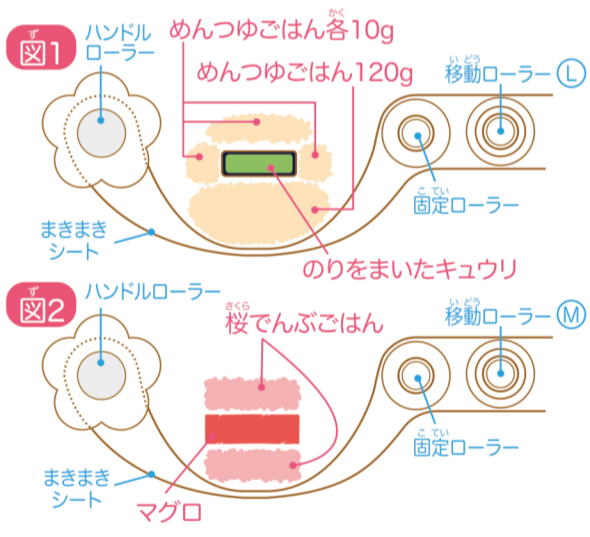 図1
ハンドル
ローラー
めんつゆごはん各10g
めんつゆごはん120g
移動ローラーⓁ
固定ローラー
まきまき
シート
のりをまいたキュウリ
図2
ハンドルローラー
桜でんぶごはん
移動ローラーⓂ
固定ローラー
まきまき
シート
マグロ